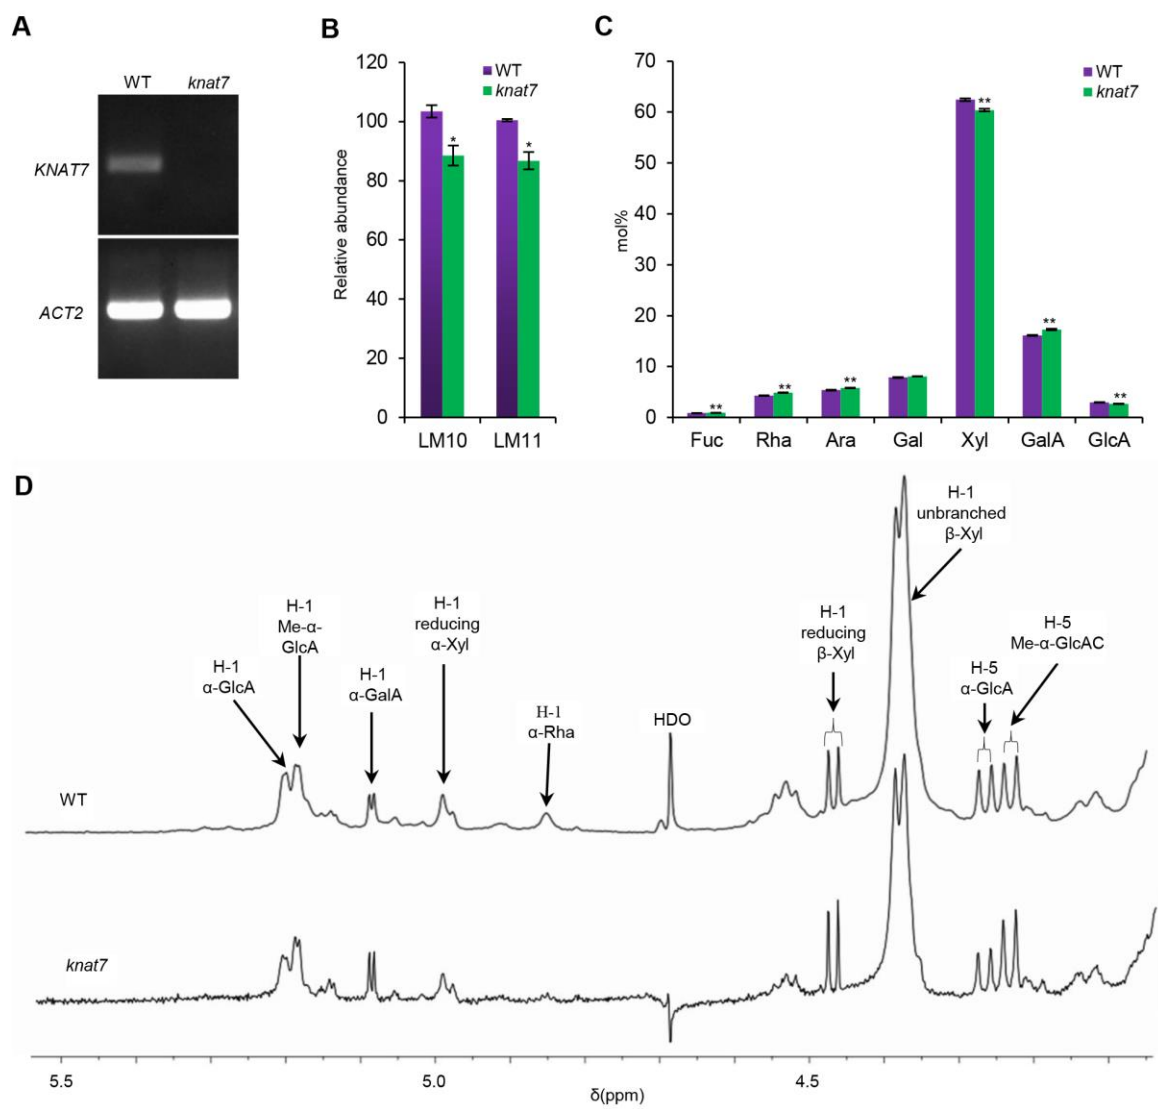 A
WT knat7
KNAT7
ACT2
B
WT
knat7
Relative abundance
120
100
80
60
40
20
0
*
*
LM10 LM11
C
WT
knat7
mol%
70
60
50
40
30
20
10
0
**
**
**
**
**
**
Fuc Rha Ara Gal Xyl GalA GlcA
D
H-1
α-GlcA
H-1
Me-α-
GlcA
H-1
α-GalA
H-1
reducing
α-Xyl
H-1
α-Rha
HDO
H-1
reducing
β-Xyl
H-1
unbranched
β-Xyl
H-5
α-GlcA
H-5
Me-α-GlcAC
WT
knat7
5.5 5.0 4.5
δ(ppm)